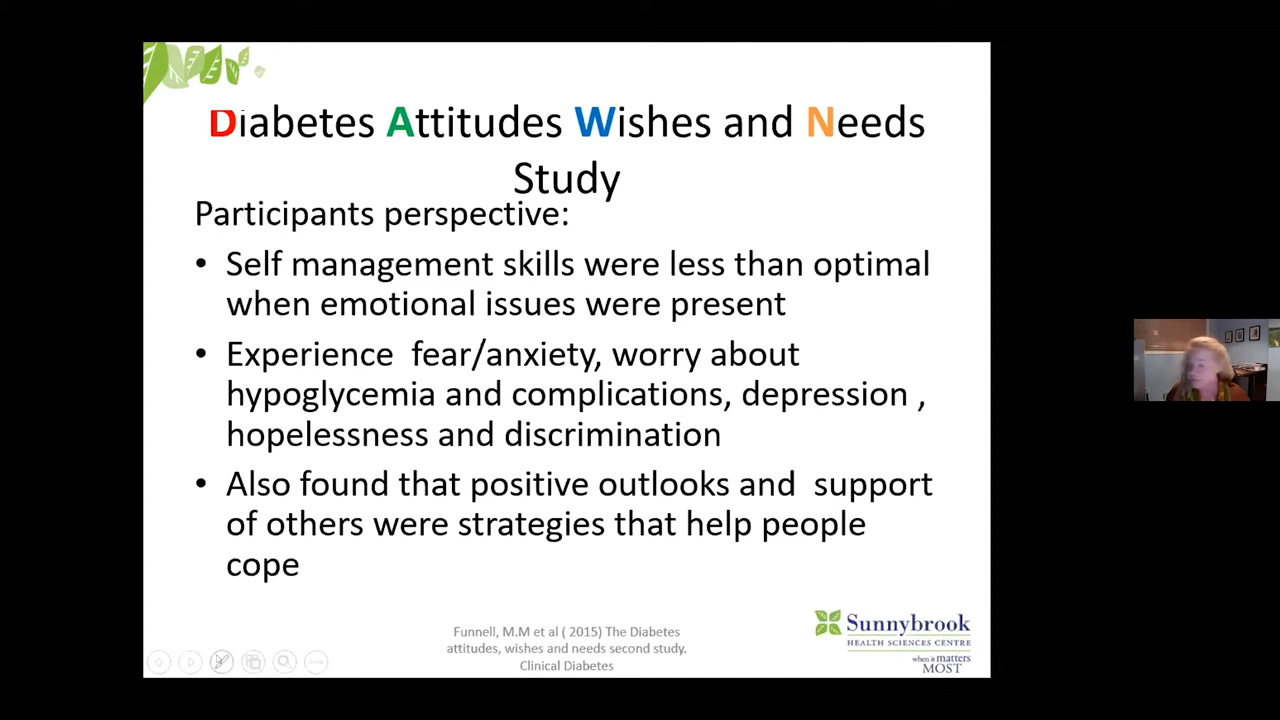 Diabetes Attitudes Wishes and Needs
Study
Participants perspective:
• Self management skills were less than optimal
when emotional issues were present
• Experience fear/anxiety, worry about
hypoglycemia and complications, depression ,
hopelessness and discrimination
• Also found that positive outlooks and support
of others were strategies that help people
cope
Funnell, M.M et al ( 2015) The Diabetes
attitudes, wishes and needs second study.
Clinical Diabetes
Sunnybrook
HEALTH SCIENCES CENTRE
when it matters
MOST